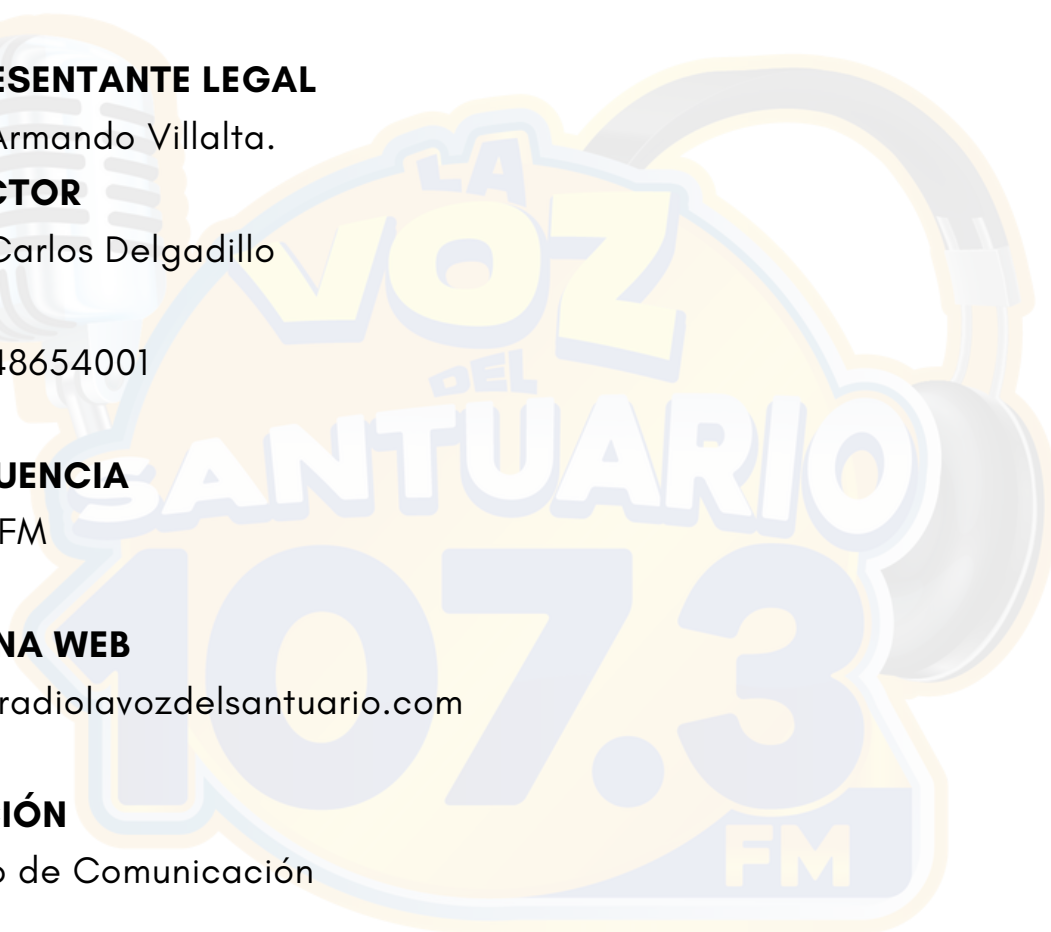 ESENTANTE LEGAL
Armando Villalta.
CTOR
Carlos Delgadillo
48654001
UENCIA
FM
NA WEB
radiolavozdelsantuario.com
IÓN
o de Comunicación
LA
VOZ
DEL
SANTUARIO
107.3
FM